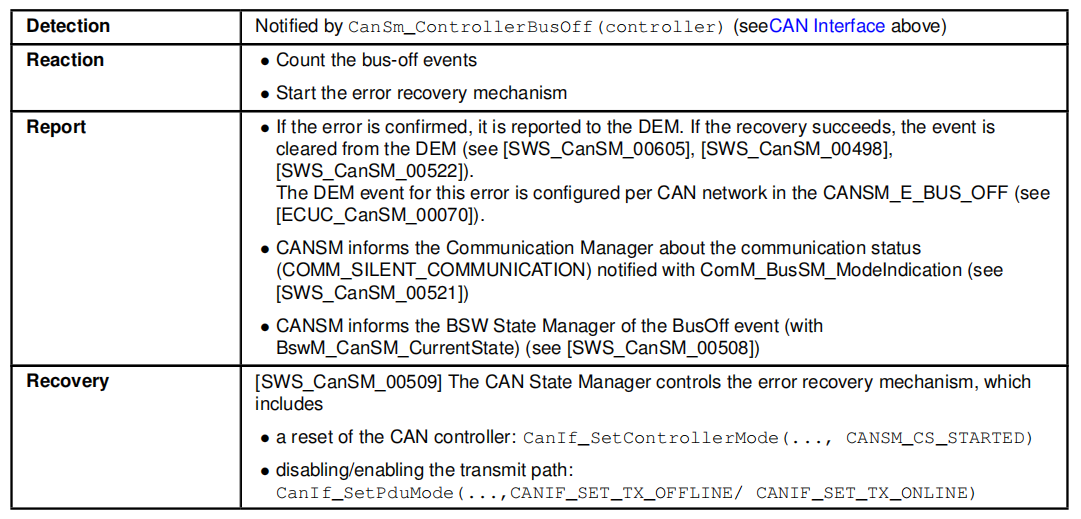 Detection
Notified by CanSm_ControllerBusOff(controller) (seeCAN Interface above)
Reaction
● Count the bus-off events
● Start the error recovery mechanism
Report
● If the error is confirmed, it is reported to the DEM. If the recovery succeeds, the event is
cleared from the DEM (see [SWS_CanSM_00605], [SWS_CanSM_00498],
[SWS_CanSM_00522]).
The DEM event for this error is configured per CAN network in the CANSM_E_BUS_OFF (see
[ECUC_CanSM_00070]).
● CANSM informs the Communication Manager about the communication status
(COMM_SILENT_COMMUNICATION) notified with ComM_BusSM_ModeIndication (see
[SWS_CanSM_00521])
● CANSM informs the BSW State Manager of the BusOff event (with
BswM_CanSM_CurrentState) (see [SWS_CanSM_00508])
Recovery
[SWS_CanSM_00509] The CAN State Manager controls the error recovery mechanism, which
includes
● a reset of the CAN controller: CanIf_SetControllerMode(..., CANSM_CS_STARTED)
● disabling/enabling the transmit path:
CanIf_SetPduMode(...,CANIF_SET_TX_OFFLINE/ CANIF_SET_TX_ONLINE)